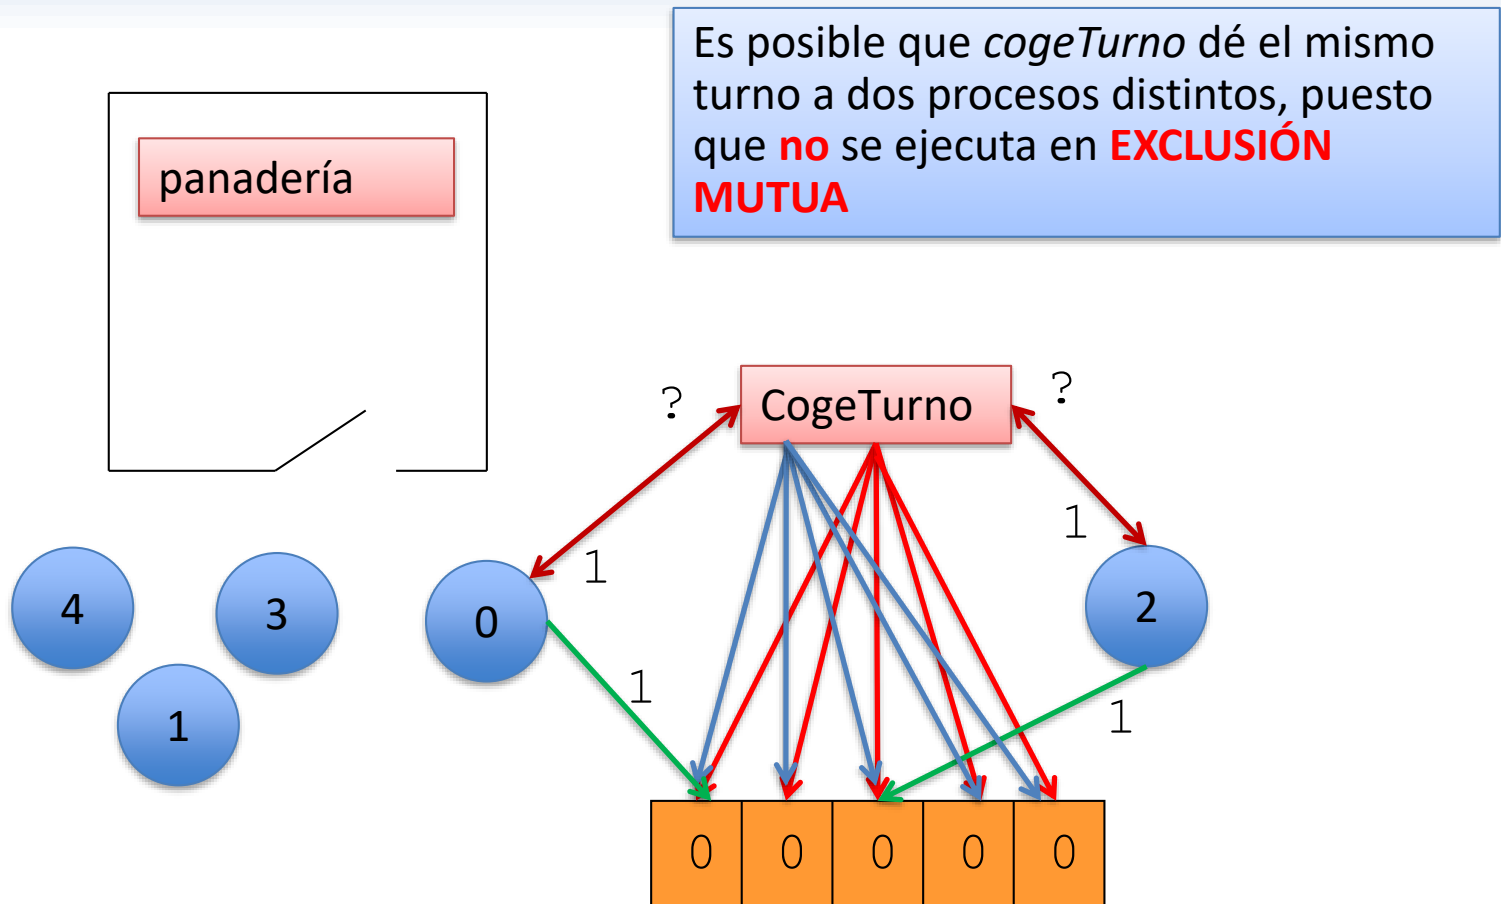 Es posible que cogeTurno dé el mismo
turno a dos procesos distintos, puesto
que no se ejecuta en EXCLUSIÓN
MUTUA
panadería
CogeTurno
?
?
1
1
4
3
0
2
1
1
1
0 0 0 0 0